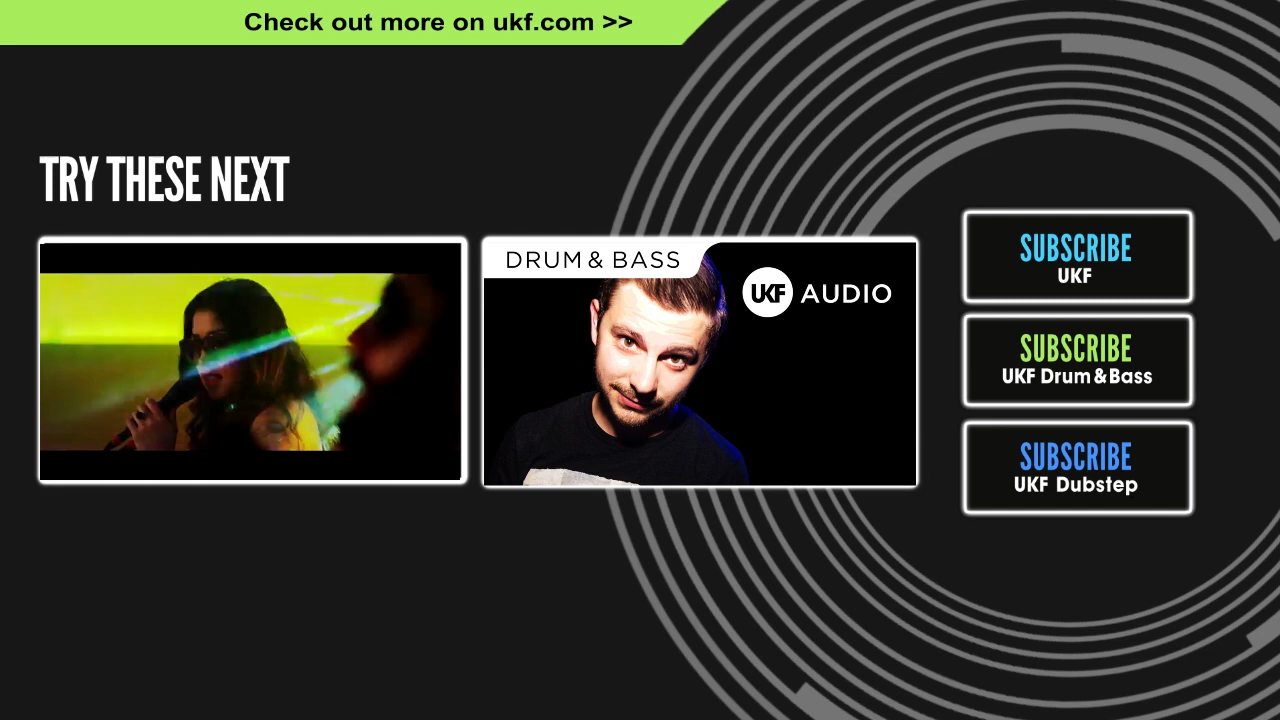 Check out more on ukf.com >>
TRY THESE NEXT
DRUM & BASS
UKF AUDIO
SUBSCRIBE
UKF
SUBSCRIBE
UKF Drum & Bass
SUBSCRIBE
UKF Dubstep